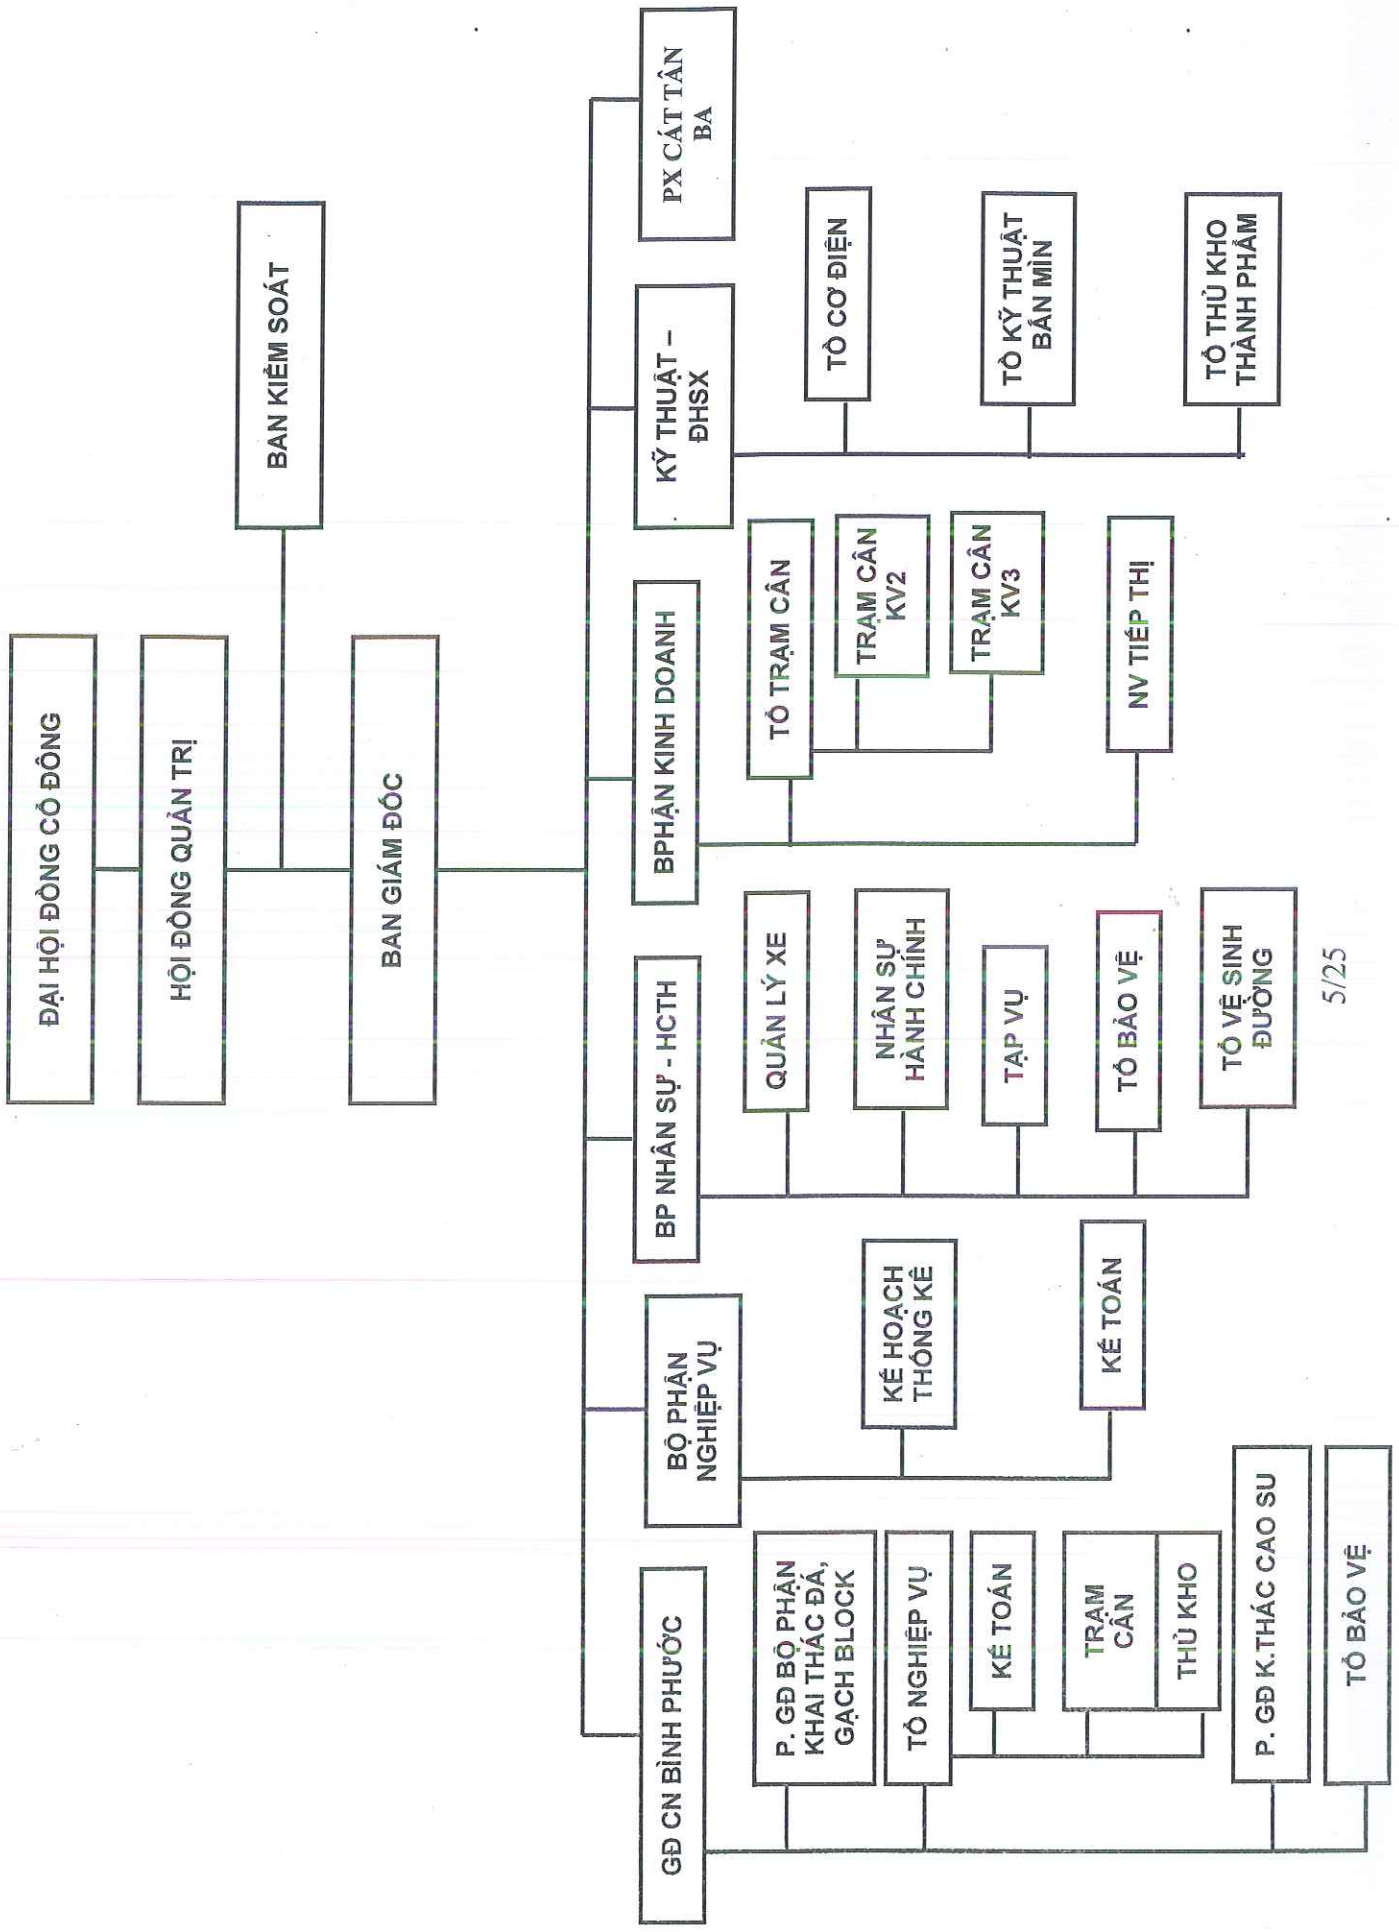 ĐẠI HỘI ĐỒNG CỔ ĐÔNG
HỘI ĐỒNG QUẢN TRỊ
BAN KIỂM SOÁT
BAN GIÁM ĐỐC
GĐ CN BÌNH PHƯỚC
P. GĐ BỘ PHẬN
KHAI THÁC ĐÁ,
GẠCH BLOCK
TỔ NGHIỆP VỤ
KẾ TOÁN
TRẠM
CÂN
THỦ KHO
P. GĐ K.THÁC CAO SU
TỔ BẢO VỆ
BỘ PHẬN
NGHIỆP VỤ
KẾ HOẠCH
THỐNG KÊ
KẾ TOÁN
BP NHÂN SỰ - HCTH
QUẢN LÝ XE
NHÂN SỰ
HÀNH CHÍNH
TẠP VỤ
TỔ BẢO VỆ
TỔ VỆ SINH
ĐƯỜNG
BPHẬN KINH DOANH
TỔ TRẠM CÂN
TRẠM CÂN
KV2
TRẠM CÂN
KV3
NV TIẾP THỊ
KỸ THUẬT –
ĐHSX
TỔ CƠ ĐIỆN
TỔ KỸ THUẬT
BẮN MÌN
TỔ THỦ KHO
THÀNH PHẨM
PX CÁT TÂN
BA
5/25